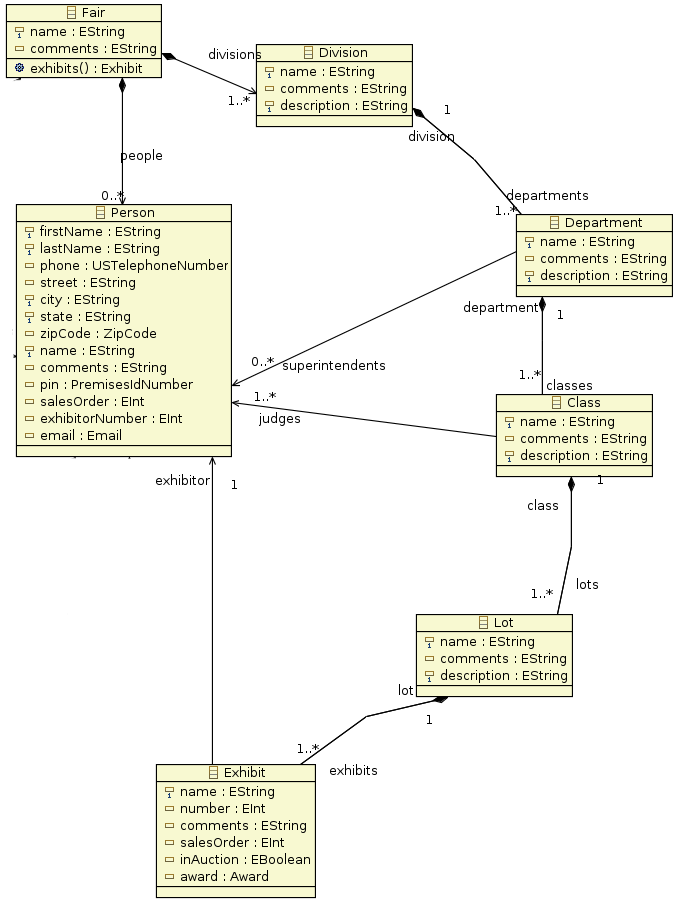 Fair
name : EString
comments : EString
exhibits() : Exhibit
divisions
1..*
Division
name : EString
comments : EString
description : EString
1
division
departments
1..*
people
0..*
Person
firstName : EString
lastName : EString
phone : USTelephoneNumber
street : EString
city : EString
state : EString
zipCode : ZipCode
name : EString
comments : EString
pin : PremisesIdNumber
salesOrder : EInt
exhibitorNumber : EInt
email : Email
Department
name : EString
comments : EString
description : EString
department
1
0..*
superintendents
1..*
classes
1..*
judges
Class
name : EString
comments : EString
description : EString
exhibitor
1
1
class
1..*
lots
Lot
name : EString
comments : EString
description : EString
lot
1
1..*
exhibits
Exhibit
name : EString
number : EInt
comments : EString
salesOrder : EInt
inAuction : EBoolean
award : Award